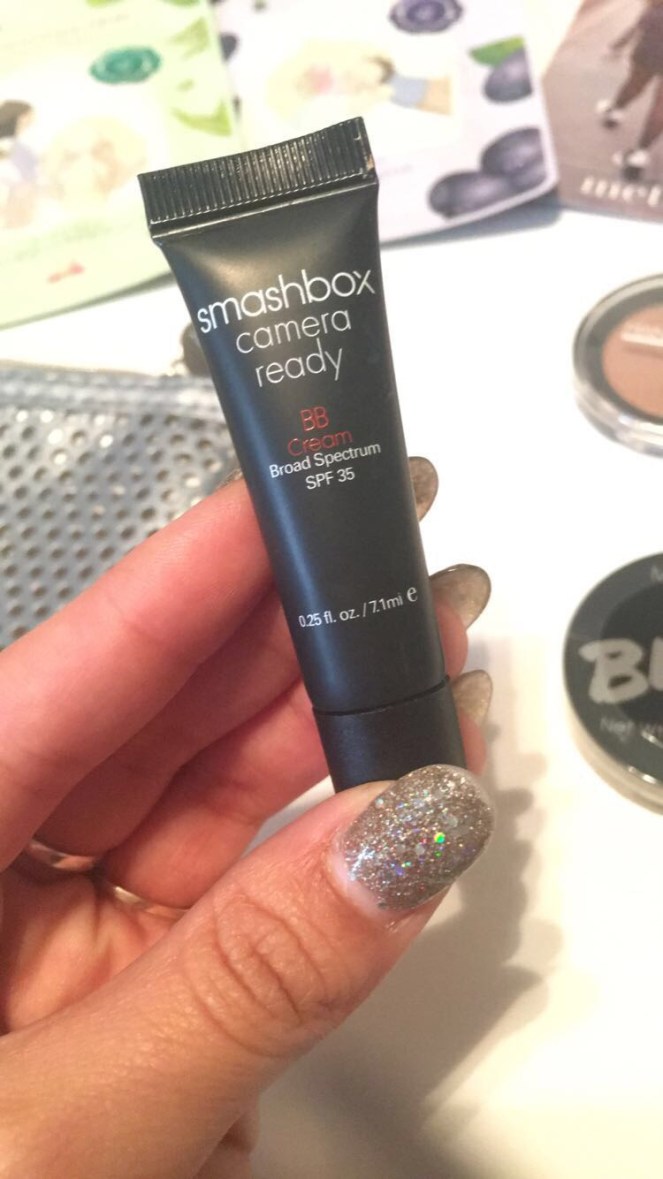 smashbox
camera
ready
BB
Cream
Broad Spectrum
SPF 35
0.25 fl. oz. / 7.1ml e